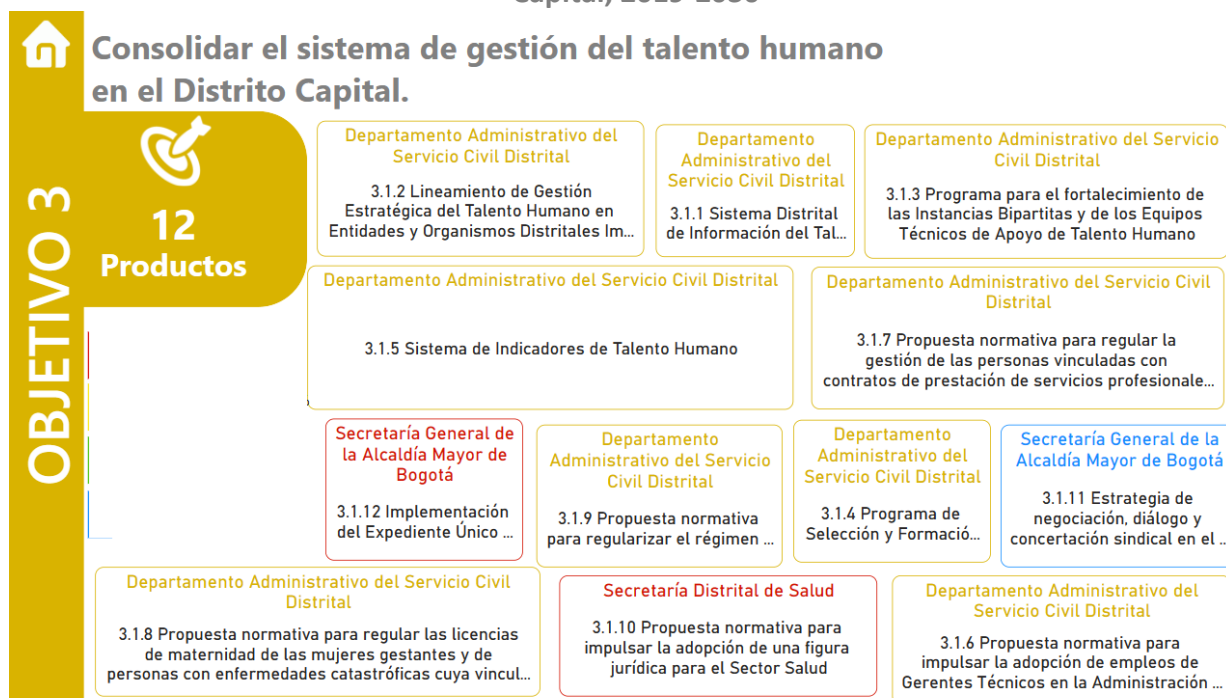 Consolidar el sistema de gestión del talento humano
en el Distrito Capital.
OBJETIVO 3
12
Productos
Departamento Administrativo del
Servicio Civil Distrital
3.1.2 Lineamiento de Gestión
Estratégica del Talento Humano en
Entidades y Organismos Distritales Im...
Departamento
Administrativo del
Servicio Civil Distrital
3.1.1 Sistema Distrital
de Información del Tal...
Departamento Administrativo del Servicio
Civil Distrital
3.1.3 Programa para el fortalecimiento de
las Instancias Bipartitas y de los Equipos
Técnicos de Apoyo de Talento Humano
Departamento Administrativo del Servicio Civil Distrital
3.1.5 Sistema de Indicadores de Talento Humano
Departamento Administrativo del Servicio Civil
Distrital
3.1.7 Propuesta normativa para regular la
gestión de las personas vinculadas con
contratos de prestación de servicios profesionale...
Secretaría General de
la Alcaldía Mayor de
Bogotá
3.1.12 Implementación
del Expediente Único ...
Departamento
Administrativo del Servicio
Civil Distrital
3.1.9 Propuesta normativa
para regularizar el régimen ...
Departamento
Administrativo del
Servicio Civil Distrital
3.1.4 Programa de
Selección y Formació...
Secretaría General de la
Alcaldía Mayor de Bogotá
3.1.11 Estrategia de
negociación, diálogo y
concertación sindical en el ..
Departamento Administrativo del Servicio Civil
Distrital
3.1.8 Propuesta normativa para regular las licencias
de maternidad de las mujeres gestantes y de
personas con enfermedades catastróficas cuya vincul...
Secretaría Distrital de Salud
3.1.10 Propuesta normativa para
impulsar la adopción de una figura
jurídica para el Sector Salud
Departamento Administrativo del
Servicio Civil Distrital
3.1.6 Propuesta normativa para
impulsar la adopción de empleos de
Gerentes Técnicos en la Administración ...